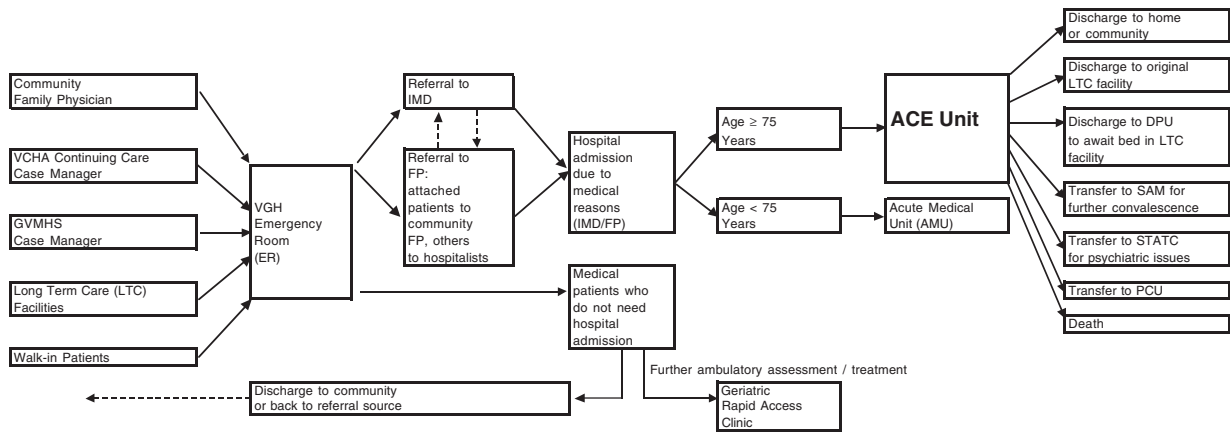 Community
Family Physician
VCHA Continuing Care
Case Manager
GVMHS
Case Manager
Long Term Care (LTC)
Facilities
Walk-in Patients
VGH
Emergency
Room
(ER)
Referral to
IMD
Referral to
FP:
attached
patients to
community
FP, others
to hospitalists
Hospital
admission
due to
medical
reasons
(IMD/FP)
Medical
patients who
do not need
hospital
admission
Discharge to community
or back to referral source
Further ambulatory assessment / treatment
Geriatric
Rapid Access
Clinic
Age ≥ 75
Years
Age < 75
Years
ACE Unit
Acute Medical
Unit (AMU)
Discharge to home
or community
Discharge to original
LTC facility
Discharge to DPU
to await bed in LTC
facility
Transfer to SAM for
further convalescence
Transfer to STATC
for psychiatric issues
Transfer to PCU
Death